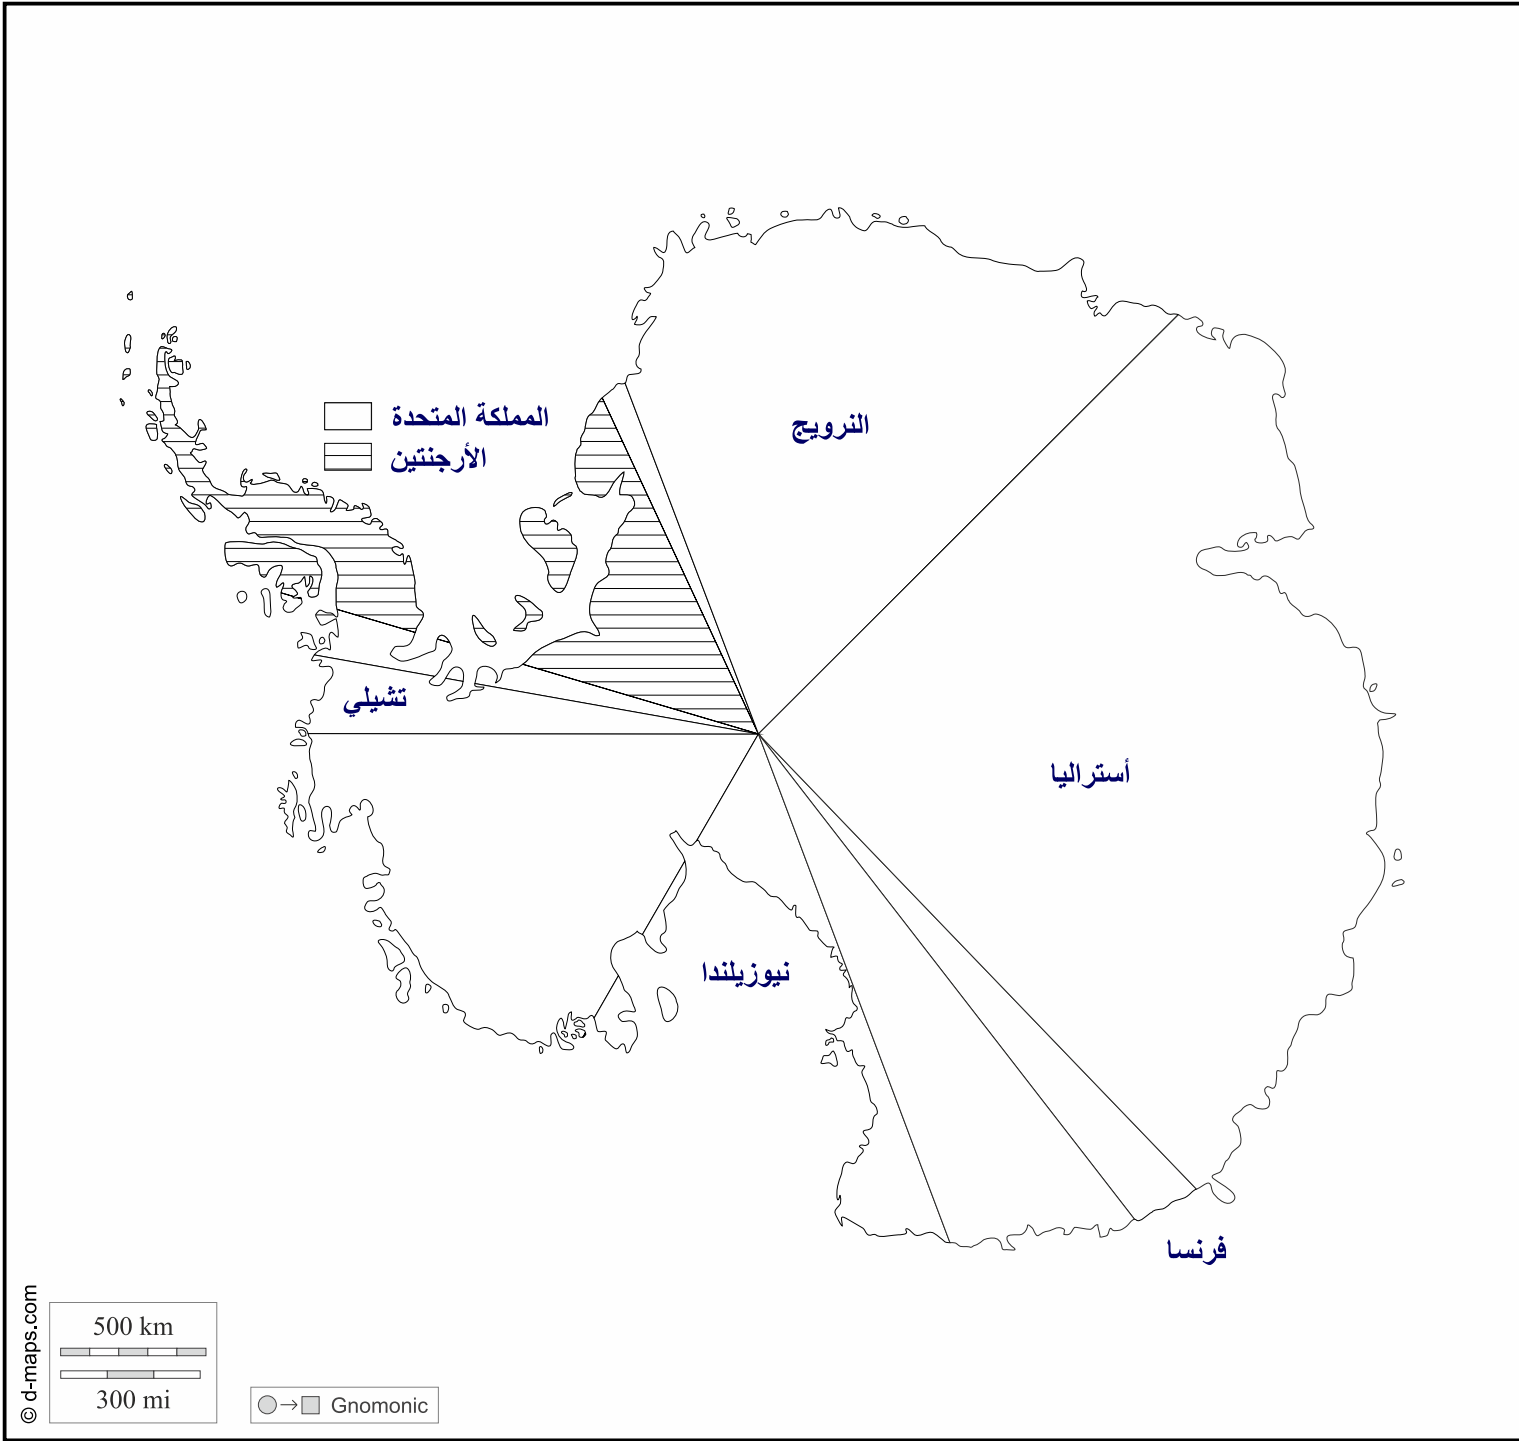 المملكة المتحدة
الأرجنتين
النرويج
تشيلي
أستراليا
نيوزيلندا
فرنسا
© d-maps.com
500 km
300 mi
Gnomonic